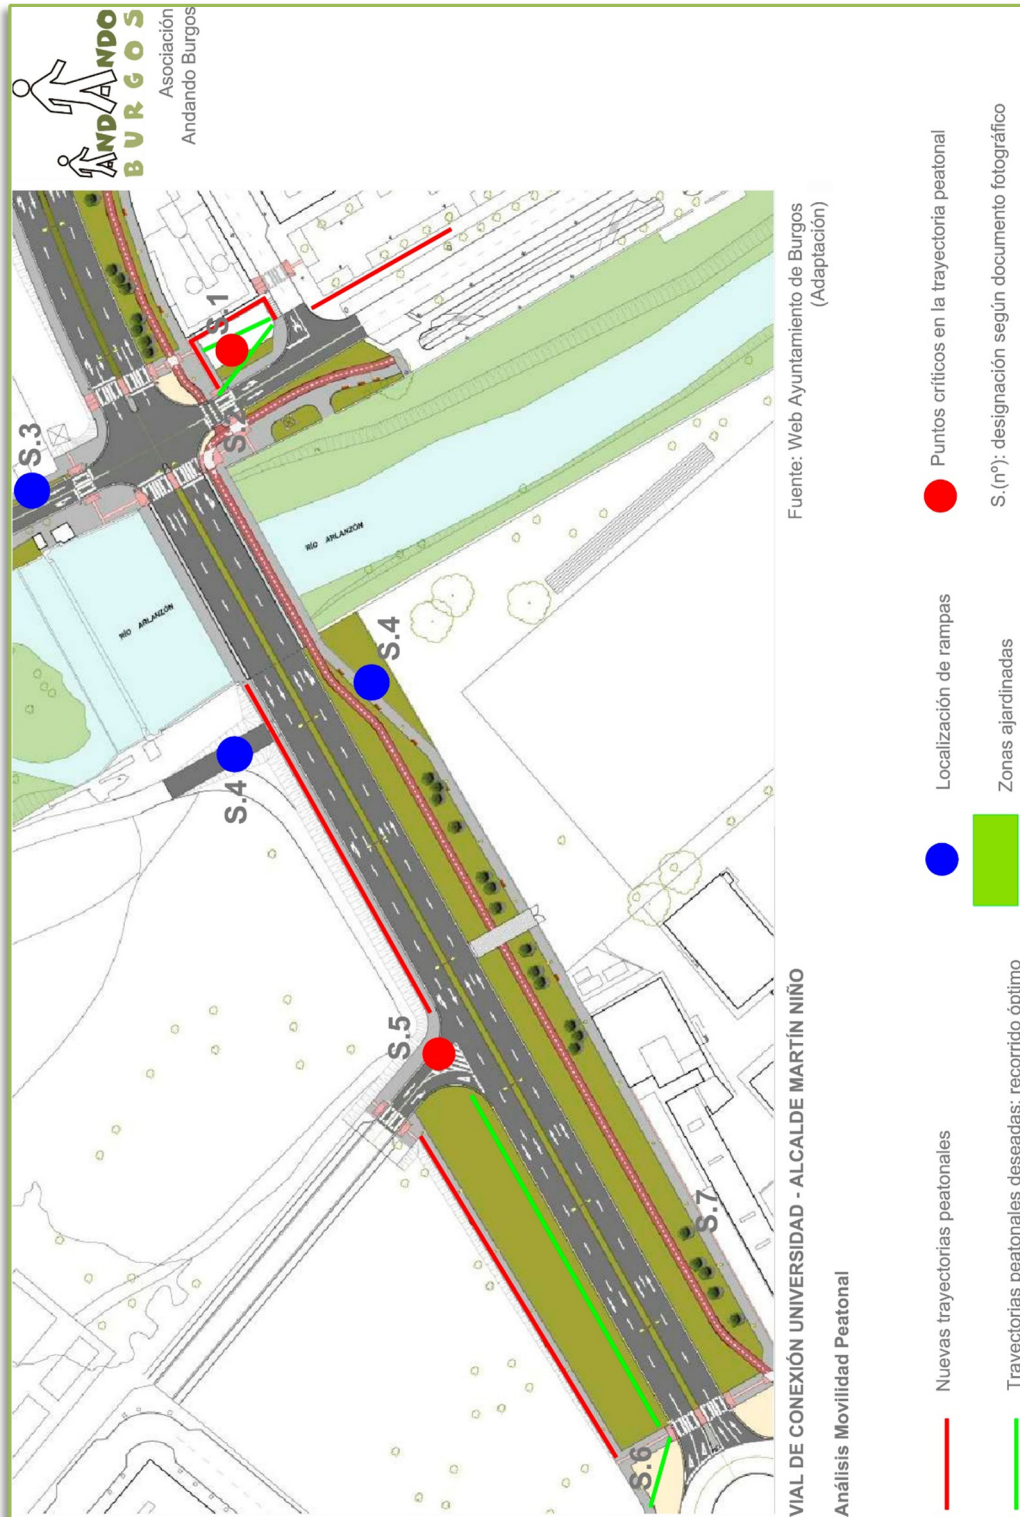 ANDANDO
BURGOS
Asociación
Andando Burgos
S.3
S.1
S.2
S.4
S.4
S.5
S.6
S.7
RÍO ARLANZÓN
RÍO ARLANZÓN
Fuente: Web Ayuntamiento de Burgos
(Adaptación)
VIAL DE CONEXIÓN UNIVERSIDAD - ALCALDE MARTÍN NIÑO
Análisis Movilidad Peatonal
Nuevas trayectorias peatonales
Trayectorias peatonales deseadas: recorrido óptimo
Localización de rampas
Zonas ajardinadas
Puntos críticos en la trayectoria peatonal
S.(nº): designación según documento fotográfico